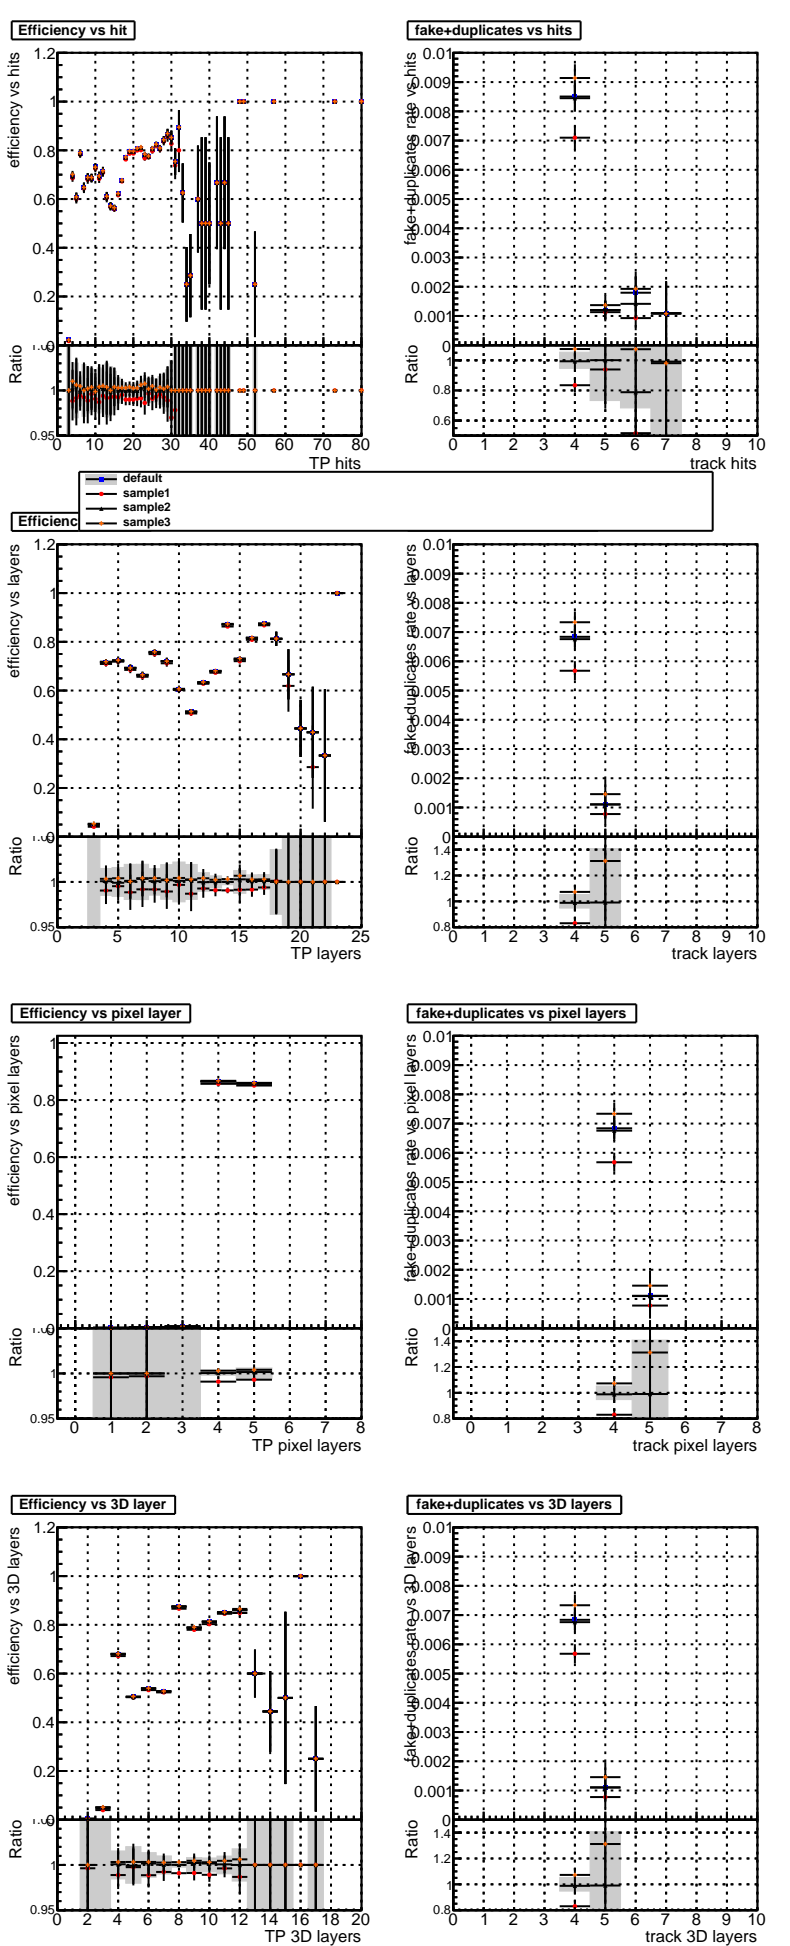 Efficiency vs hit
fake+duplicates vs hits
efficiency vs hits
1.2
1
0.8
0.6
0.4
0.2
0
fake+duplicates rate vs hits
0.01
0.009
0.008
0.007
0.006
0.005
0.004
0.003
0.002
0.001
0
Ratio
1
0.95
0 10 20 30 40 50 60 70 80
TP hits
Ratio
1
0.8
0.6
0 1 2 3 4 5 6 7 8 9 10
track hits
default
sample1
sample2
sample3
Efficienc
efficiency vs layers
1.2
1
0.8
0.6
0.4
0.2
0
fake+duplicates rate vs layers
0.01
0.009
0.008
0.007
0.006
0.005
0.004
0.003
0.002
0.001
0
Ratio
1
0.95
0 5 10 15 20 25
TP layers
Ratio
1.4
1.2
1
0.8
0 1 2 3 4 5 6 7 8 9 10
track layers
Efficiency vs pixel layer
fake+duplicates vs pixel layers
efficiency vs pixel layers
1
0.8
0.6
0.4
0.2
0
fake+duplicates rate vs pixel layers
0.01
0.009
0.008
0.007
0.006
0.005
0.004
0.003
0.002
0.001
0
Ratio
1
0.95
0 1 2 3 4 5 6 7 8
TP pixel layers
Ratio
1.4
1.2
1
0.8
0 1 2 3 4 5 6 7 8
track pixel layers
Efficiency vs 3D layer
fake+duplicates vs 3D layers
efficiency vs 3D layers
1.2
1
0.8
0.6
0.4
0.2
0
fake+duplicates rate vs 3D layers
0.01
0.009
0.008
0.007
0.006
0.005
0.004
0.003
0.002
0.001
0
Ratio
1
0.95
0 2 4 6 8 10 12 14 16 18 20
TP 3D layers
Ratio
1.4
1.2
1
0.8
0 1 2 3 4 5 6 7 8 9 10
track 3D layers